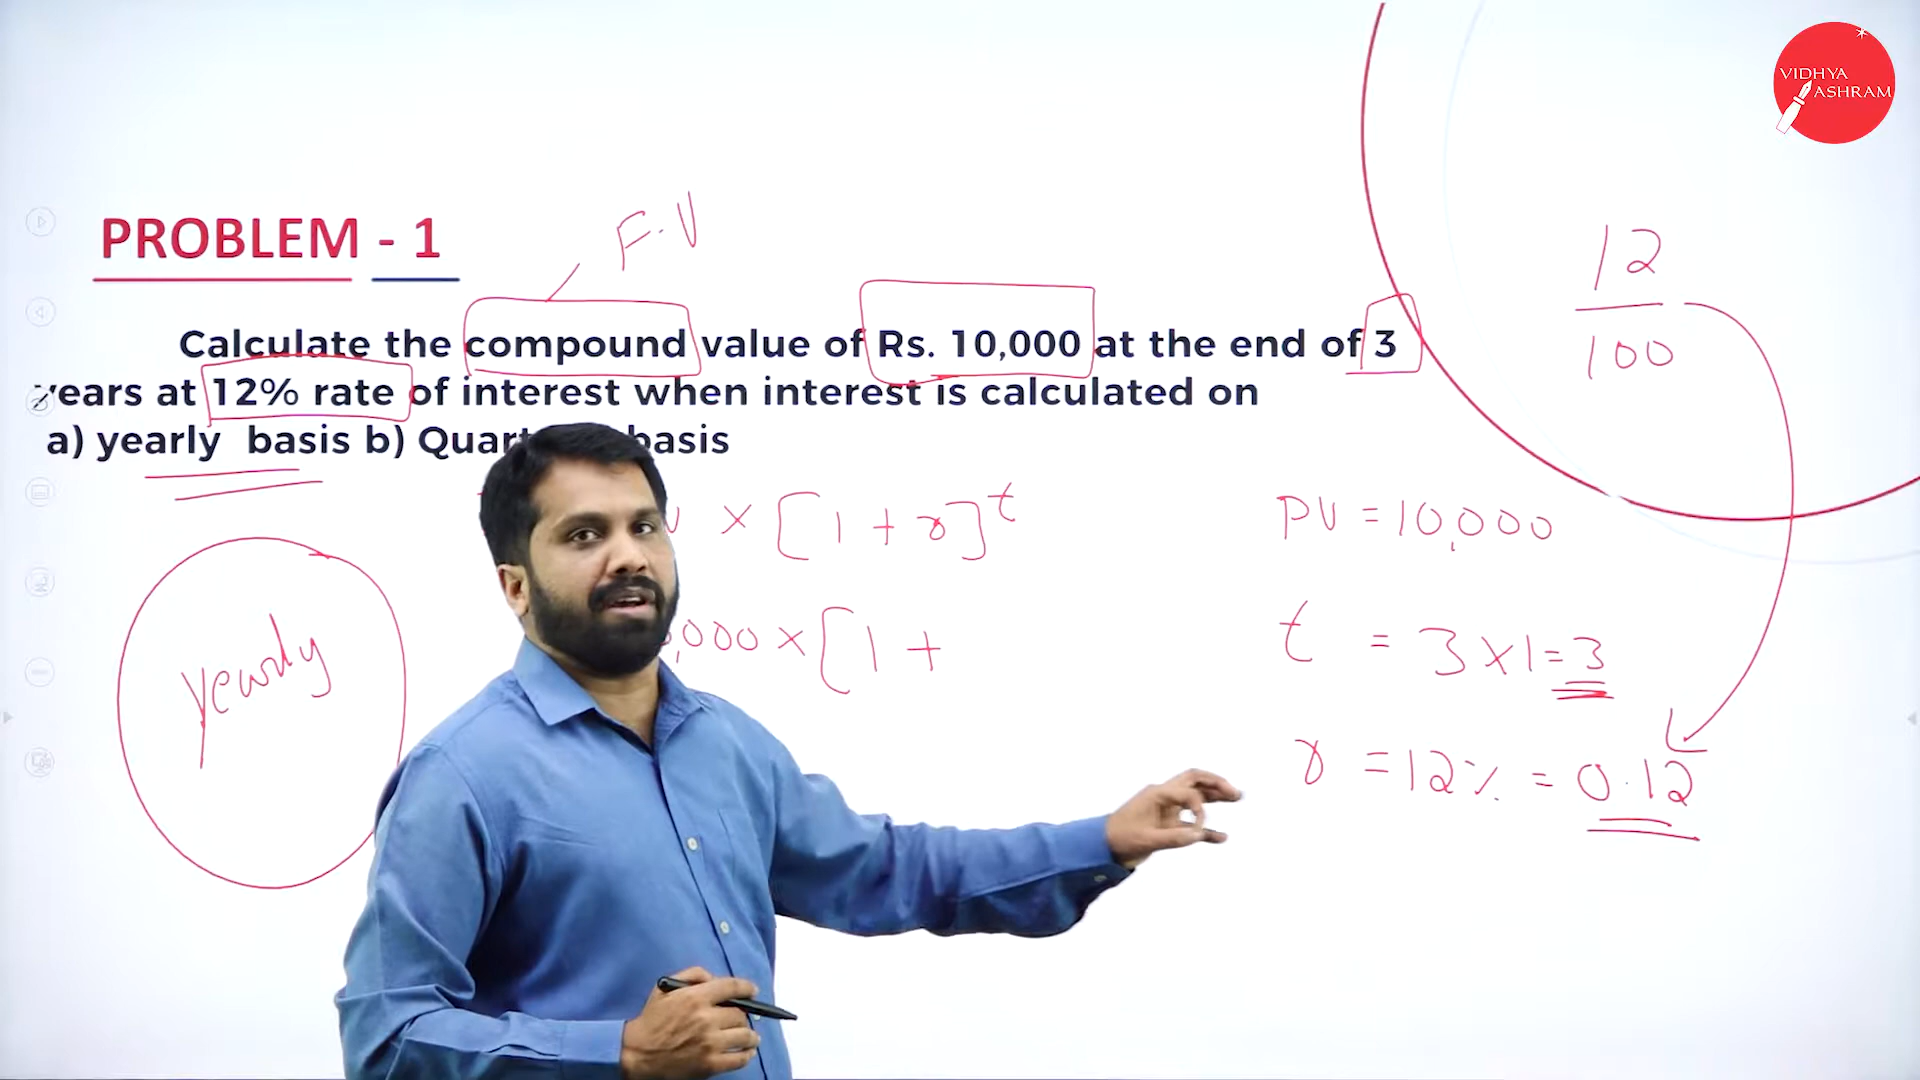 VIDHYA
ASHRAM
F.V
PROBLEM - 1
12
100
Calculate the compound value of Rs. 10,000 at the end of 3
years at 12% rate of interest when interest is calculated on
a) yearly basis b) basis
× [1 + r]^t
PV = 10,000
,000 × [1 +
t = 3 × 1 = 3
yearly
r = 12% = 0.12